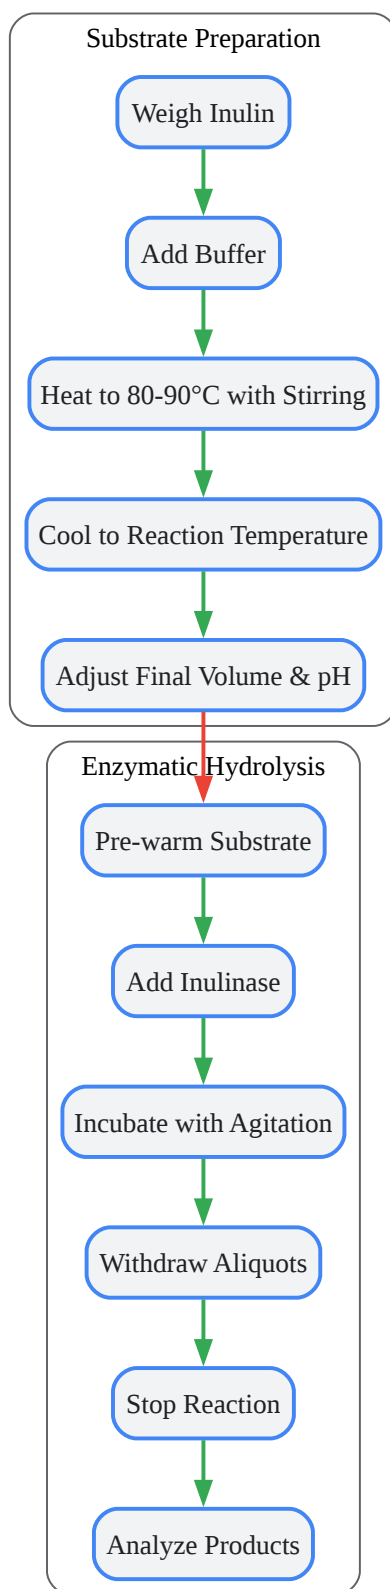 Substrate Preparation
Weigh Inulin
Add Buffer
Heat to 80-90°C with Stirring
Cool to Reaction Temperature
Adjust Final Volume & pH
Enzymatic Hydrolysis
Pre-warm Substrate
Add Inulinase
Incubate with Agitation
Withdraw Aliquots
Stop Reaction
Analyze Products